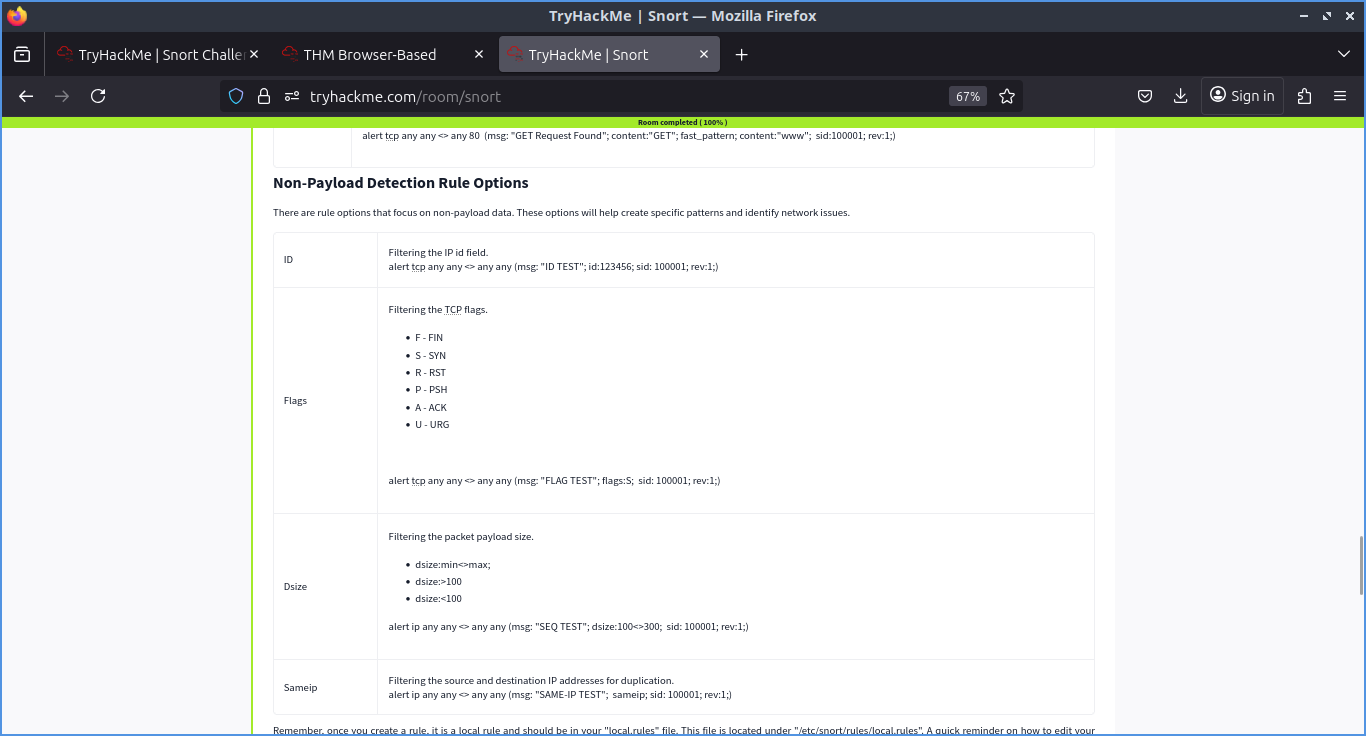 TryHackMe | Snort — Mozilla Firefox
TryHackMe | Snort Challe
THM Browser-Based
TryHackMe | Snort
tryhackme.com/room/snort
67%
Sign in
Room completed ( 100% )
alert tcp any any <> any 80  (msg: "GET Request Found"; content:"GET"; fast_pattern; content:"www";  sid:100001; rev:1;)
Non-Payload Detection Rule Options
There are rule options that focus on non-payload data. These options will help create specific patterns and identify network issues.
ID
Filtering the IP id field.
alert tcp any any <> any any (msg: "ID TEST"; id:123456; sid: 100001; rev:1;)
Flags
Filtering the TCP flags.
• F - FIN
• S - SYN
• R - RST
• P - PSH
• A - ACK
• U - URG
alert tcp any any <> any any (msg: "FLAG TEST"; flags:S;  sid: 100001; rev:1;)
Dsize
Filtering the packet payload size.
• dsize:min<>max;
• dsize:>100
• dsize:<100
alert ip any any <> any any (msg: "SEQ TEST"; dsize:100<>300;  sid: 100001; rev:1;)
Sameip
Filtering the source and destination IP addresses for duplication.
alert ip any any <> any any (msg: "SAME-IP TEST";  sameip; sid: 100001; rev:1;)
Remember, once you create a rule, it is a local rule and should be in your "local.rules" file. This file is located under "/etc/snort/rules/local.rules". A quick reminder on how to edit your